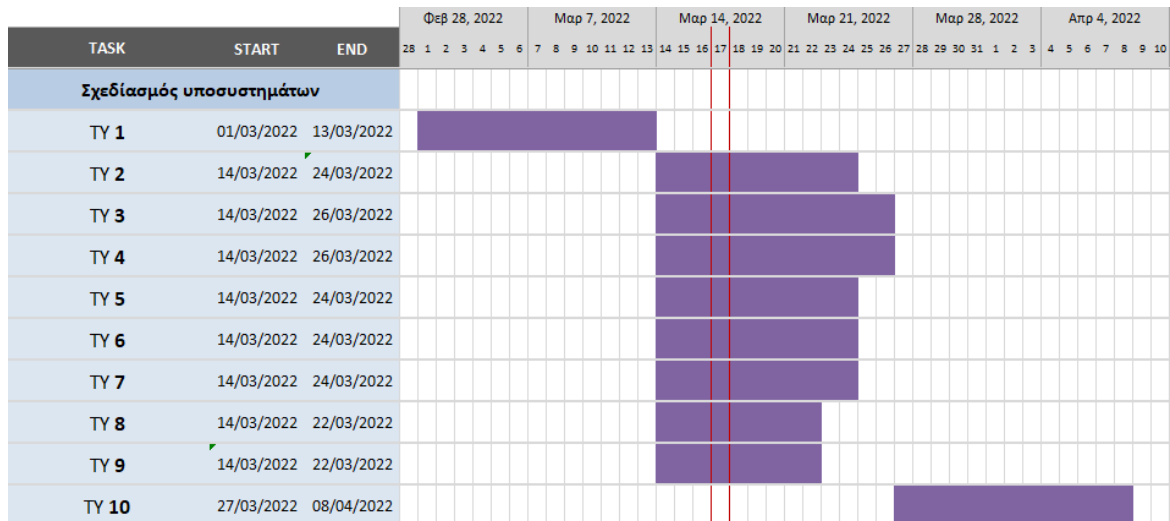 Φεβ 28, 2022 Μαρ 7, 2022 Μαρ 14, 2022 Μαρ 21, 2022 Μαρ 28, 2022 Απρ 4, 2022
TASK START END 28 1 2 3 4 5 6 7 8 9 10 11 12 13 14 15 16 17 18 19 20 21 22 23 24 25 26 27 28 29 30 31 1 2 3 4 5 6 7 8 9 10
Σχεδίασμός υποσυστημάτων
ΤΥ 1 01/03/2022 13/03/2022
ΤΥ 2 14/03/2022 24/03/2022
ΤΥ 3 14/03/2022 26/03/2022
ΤΥ 4 14/03/2022 26/03/2022
ΤΥ 5 14/03/2022 24/03/2022
ΤΥ 6 14/03/2022 24/03/2022
ΤΥ 7 14/03/2022 24/03/2022
ΤΥ 8 14/03/2022 22/03/2022
ΤΥ 9 14/03/2022 22/03/2022
ΤΥ 10 27/03/2022 08/04/2022